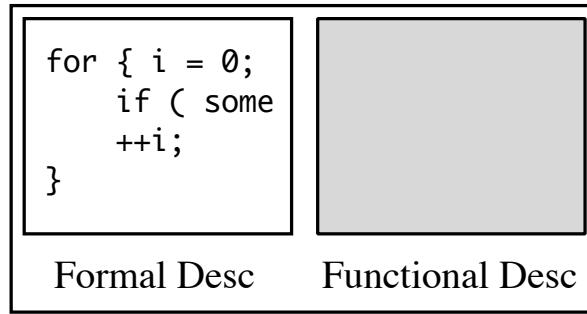 for { i = 0;
if ( some
++i;
}
Formal Desc
Functional Desc